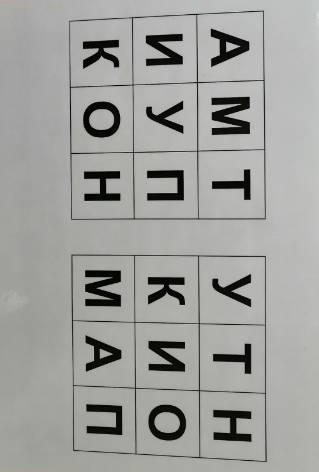 А М Т
И У П
К О Н
У Т Н
К И О
М А П